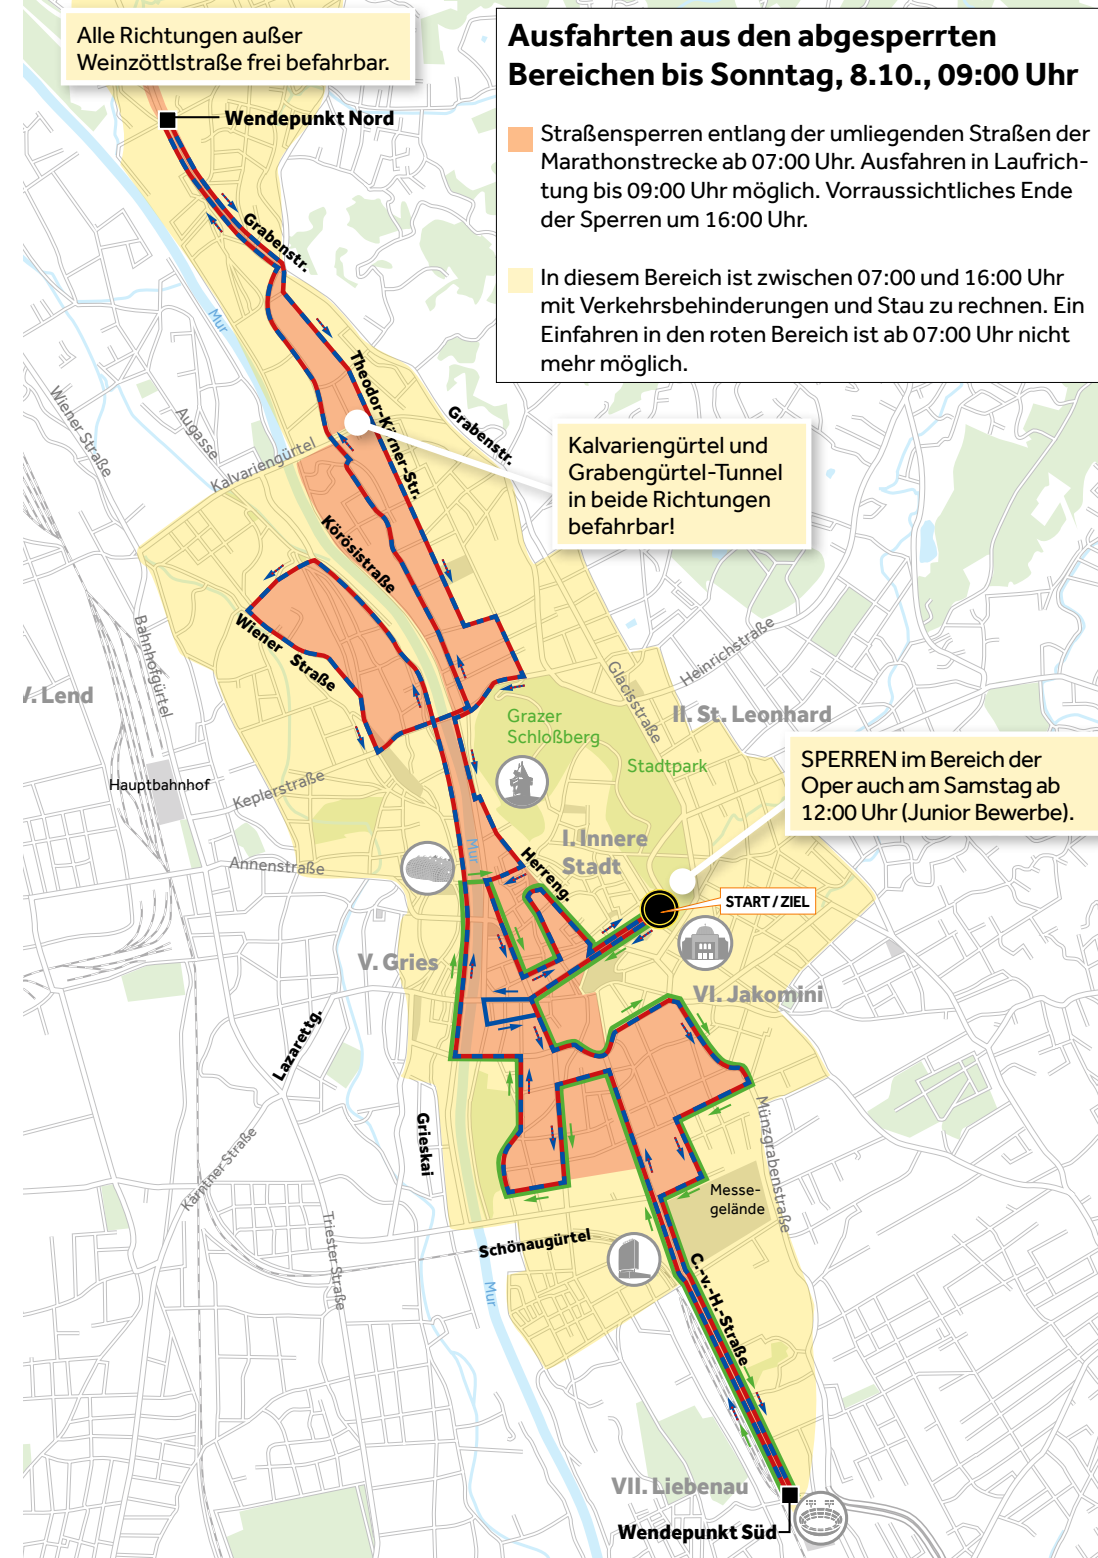 Alle Richtungen außer
Weinzöttlstraße frei befahrbar.
Ausfahrten aus den abgesperrten
Bereichen bis Sonntag, 8.10., 09:00 Uhr
Straßensperren entlang der umliegenden Straßen der
Marathonstrecke ab 07:00 Uhr. Ausfahren in Laufrich-
tung bis 09:00 Uhr möglich. Vorraussichtliches Ende
der Sperren um 16:00 Uhr.
In diesem Bereich ist zwischen 07:00 und 16:00 Uhr
mit Verkehrsbehinderungen und Stau zu rechnen. Ein
Einfahren in den roten Bereich ist ab 07:00 Uhr nicht
mehr möglich.
Wendepunkt Nord
Grabenstr.
Mur
Theodor-Körner-Str.
Wiener Straße
Augasse
Grabenstr.
Kalvariengürtel
Kalvariengürtel und
Grabengürtel-Tunnel
in beide Richtungen
befahrbar!
Körösistraße
Wiener Straße
Bahnhofgürtel
Heinrichstraße
Glacisstraße
V. Lend
II. St. Leonhard
Grazer
Schloßberg
Stadtpark
SPERREN im Bereich der
Oper auch am Samstag ab
12:00 Uhr (Junior Bewerbe).
Hauptbahnhof
Keplerstraße
I. Innere
Stadt
Mur
Herreng.
Annenstraße
START / ZIEL
V. Gries
VI. Jakomini
Lazarettg.
Grieskai
Münzgrabenstraße
Kärntner Straße
Messe-
gelände
Triester Straße
Schönaugürtel
Mur
C.-v.-H.-Straße
VII. Liebenau
Wendepunkt Süd